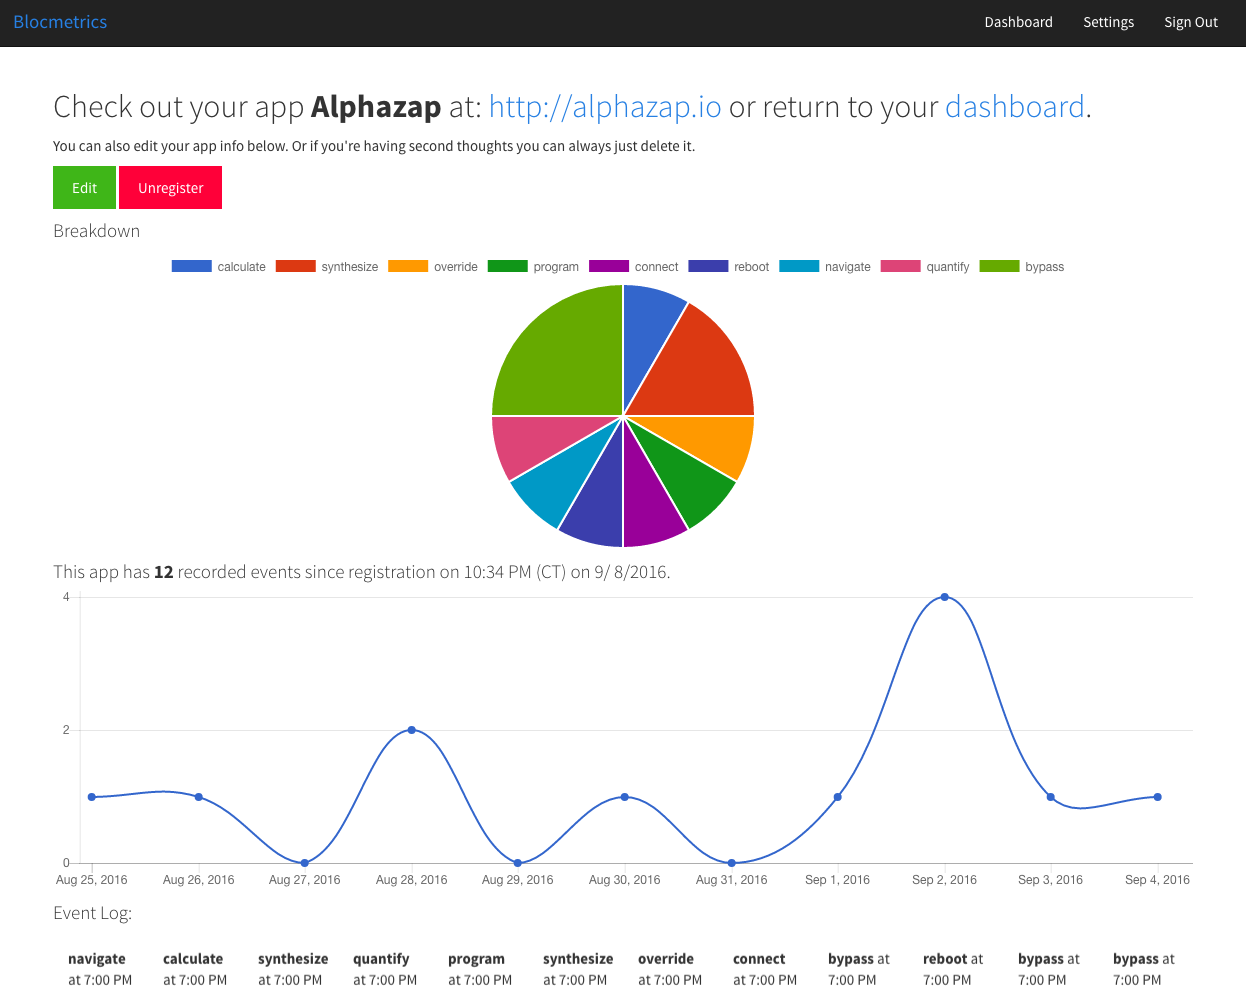 Blocmetrics
Dashboard Settings Sign Out
Check out your app Alphazap at: http://alphazap.io or return to your dashboard.
You can also edit your app info below. Or if you're having second thoughts you can always just delete it.
Edit Unregister
Breakdown
calculate synthesize override program connect reboot navigate quantify bypass
This app has 12 recorded events since registration on 10:34 PM (CT) on 9/ 8/2016.
4
2
0
Aug 25, 2016 Aug 26, 2016 Aug 27, 2016 Aug 28, 2016 Aug 29, 2016 Aug 30, 2016 Aug 31, 2016 Sep 1, 2016 Sep 2, 2016 Sep 3, 2016 Sep 4, 2016
Event Log:
navigate calculate synthesize quantify program synthesize override connect bypass at reboot at bypass at bypass at
at 7:00 PM at 7:00 PM at 7:00 PM at 7:00 PM at 7:00 PM at 7:00 PM at 7:00 PM at 7:00 PM 7:00 PM 7:00 PM 7:00 PM 7:00 PM